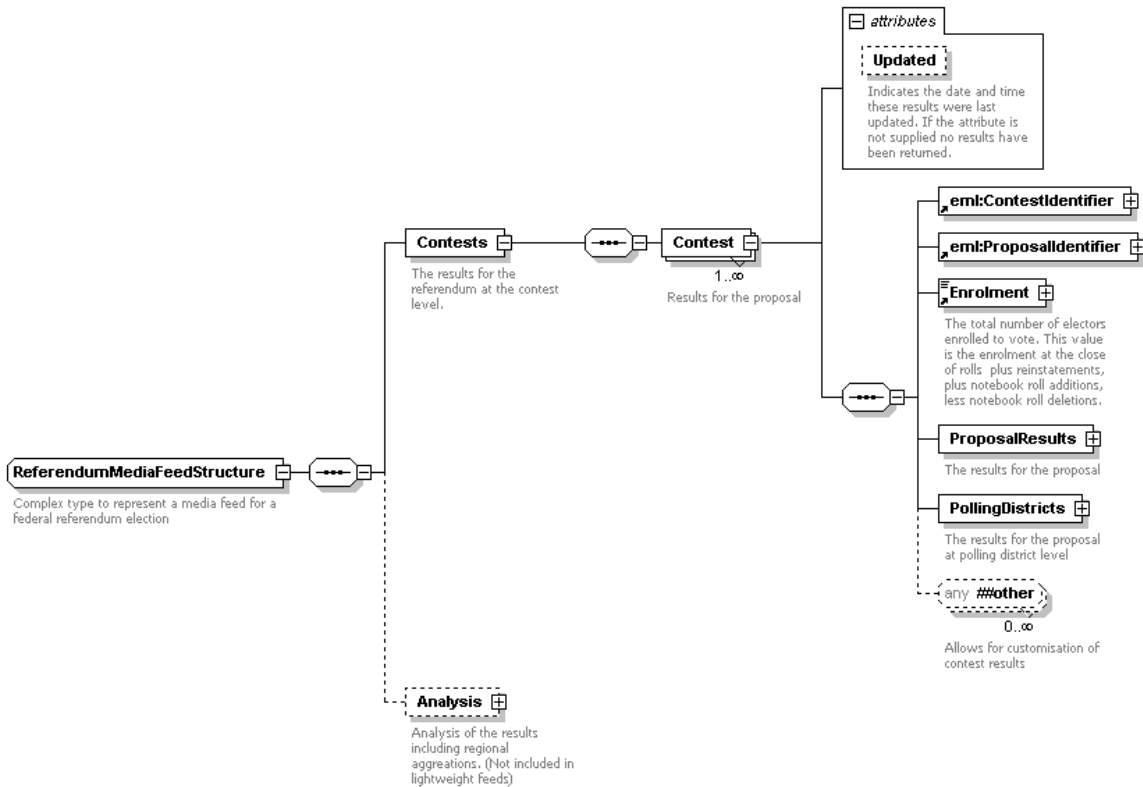 attributes
Updated
Indicates the date and time
these results were last
updated. If the attribute is
not supplied no results have
been returned.
eml:ContestIdentifier
Contests
Contest
eml:ProposalIdentifier
1..∞
The results for the
referendum at the contest
level.
Results for the proposal
Enrolment
The total number of electors
enrolled to vote. This value
is the enrolment at the close
of rolls plus reinstatements,
plus notebook roll additions,
less notebook roll deletions.
ReferendumMediaFeedStructure
Complex type to represent a media feed for a
federal referendum election
ProposalResults
The results for the proposal
PollingDistricts
The results for the proposal
at polling district level
any ##other
0..∞
Allows for customisation of
contest results
Analysis
Analysis of the results
including regional
aggreations. (Not included in
lightweight feeds)